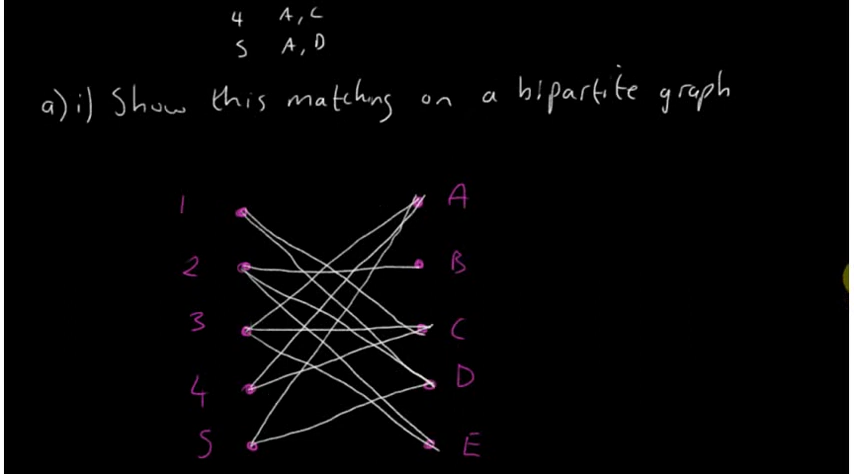 4 A, C
5 A, D
a) i) Show this matching on a bipartite graph
1 A
2 B
3 C
4 D
5 E